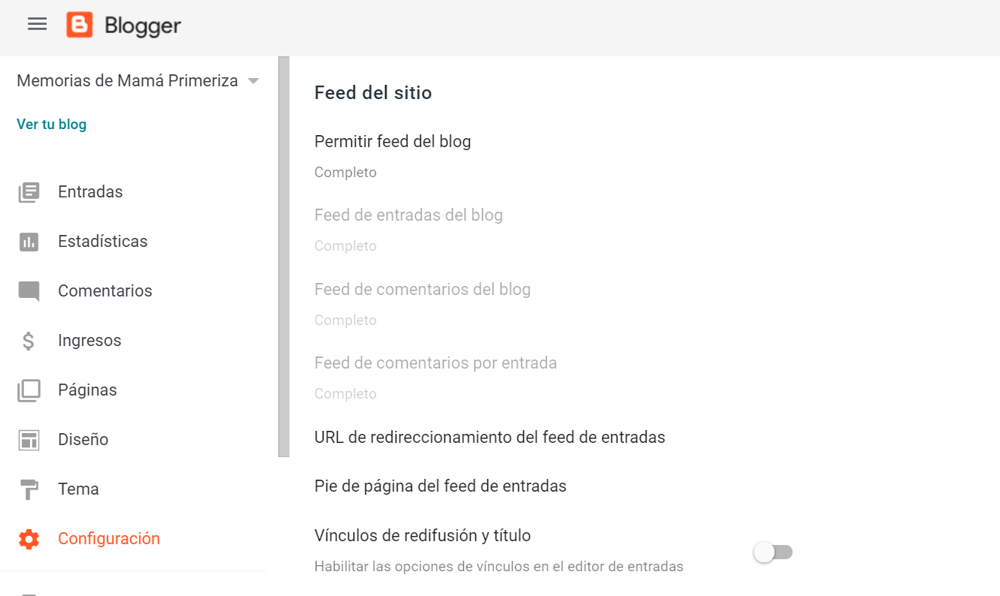 Blogger
Memorias de Mamá Primeriza
Ver tu blog
Entradas
Estadísticas
Comentarios
Ingresos
Páginas
Diseño
Tema
Configuración
Feed del sitio
Permitir feed del blog
Completo
Feed de entradas del blog
Completo
Feed de comentarios del blog
Completo
Feed de comentarios por entrada
Completo
URL de redireccionamiento del feed de entradas
Pie de página del feed de entradas
Vínculos de redifusión y título
Habilitar las opciones de vínculos en el editor de entradas